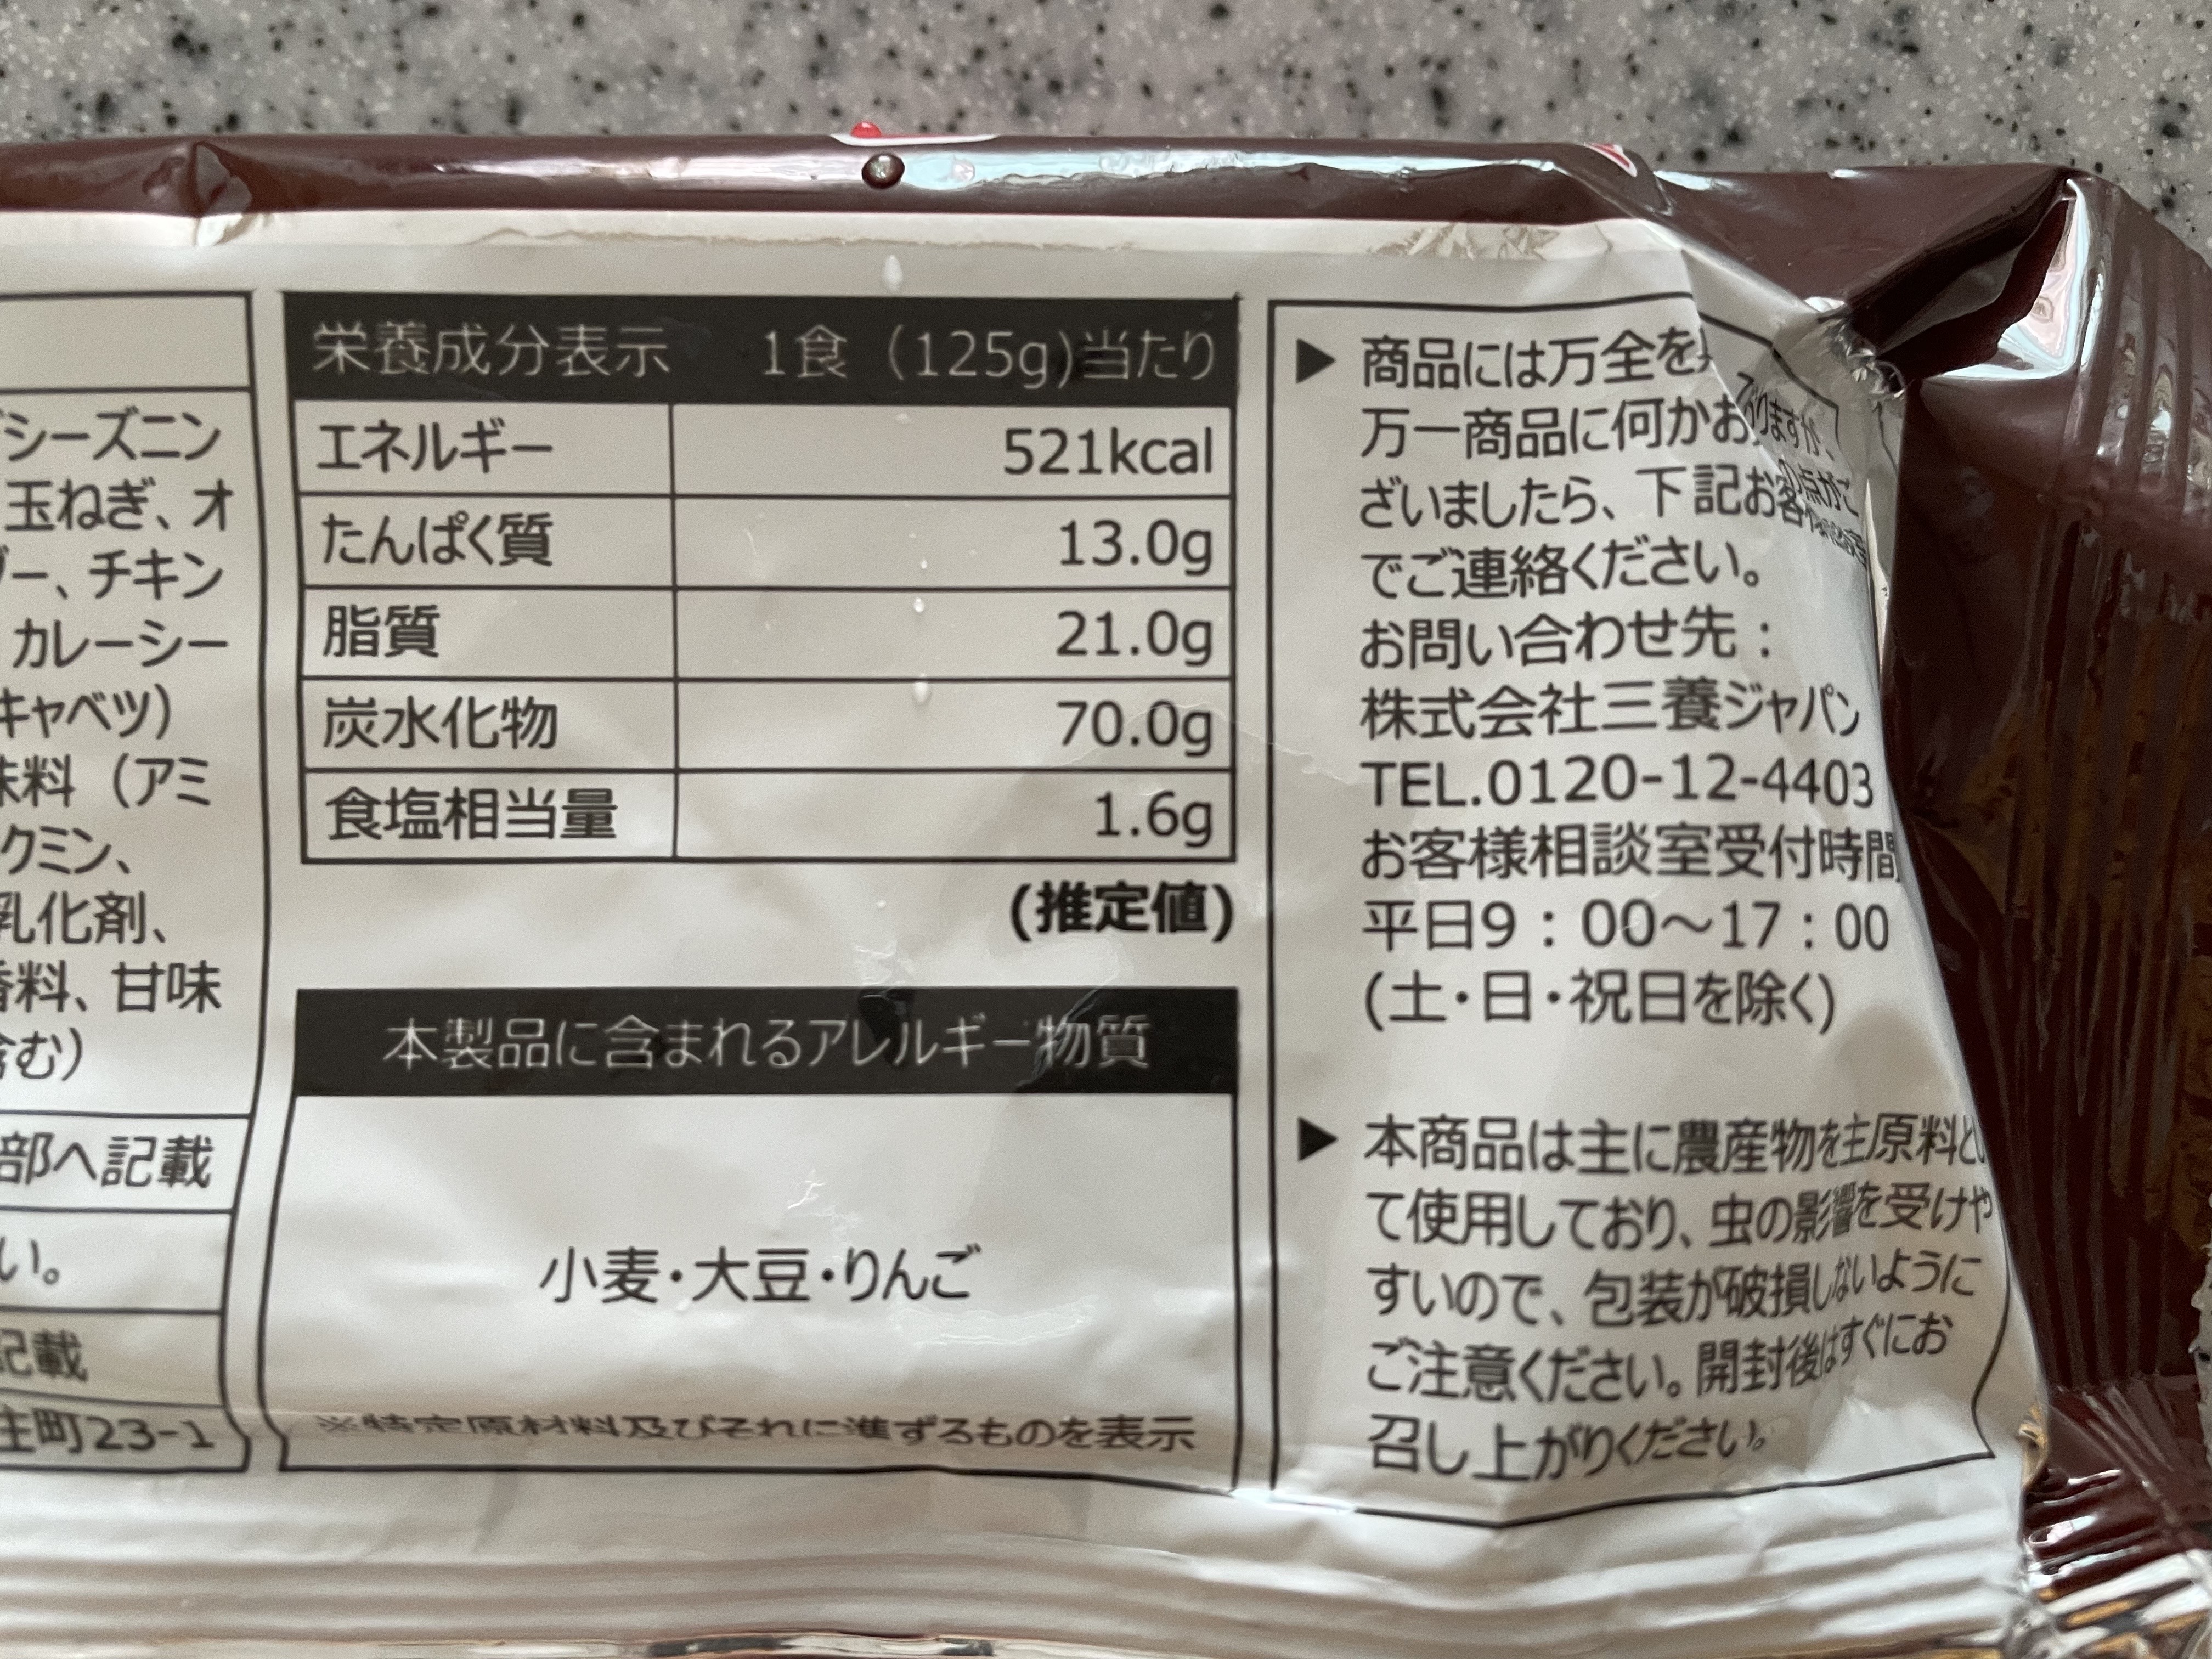 シーズニン
玉ねぎ、オ
ー、チキン
カレーシー
キャベツ）
味料（アミ
クミン、
乳化剤、
香料、甘味
含む）
部へ記載
い。
記載
主町23-1
栄養成分表示 1食（125g)当たり
エネルギー 521kcal
たんぱく質 13.0g
脂質 21.0g
炭水化物 70.0g
食塩相当量 1.6g
(推定値)
本製品に含まれるアレルギー物質
小麦・大豆・りんご
※特定原材料及びそれに準ずるものを表示
▶ 商品には万全を
りますが、
万一商品に何かお
の点がご
ざいましたら、下記お客
でご連絡ください。
お問い合わせ先：
株式会社三養ジャパン
TEL.0120-12-4403
お客様相談室受付時間
平日9：00～17：00
(土・日・祝日を除く)
▶ 本商品は主に農産物を主原料とし
て使用しており、虫の影響を受けや
すいので、包装が破損しないように
ご注意ください。開封後はすぐにお
召し上がりください。